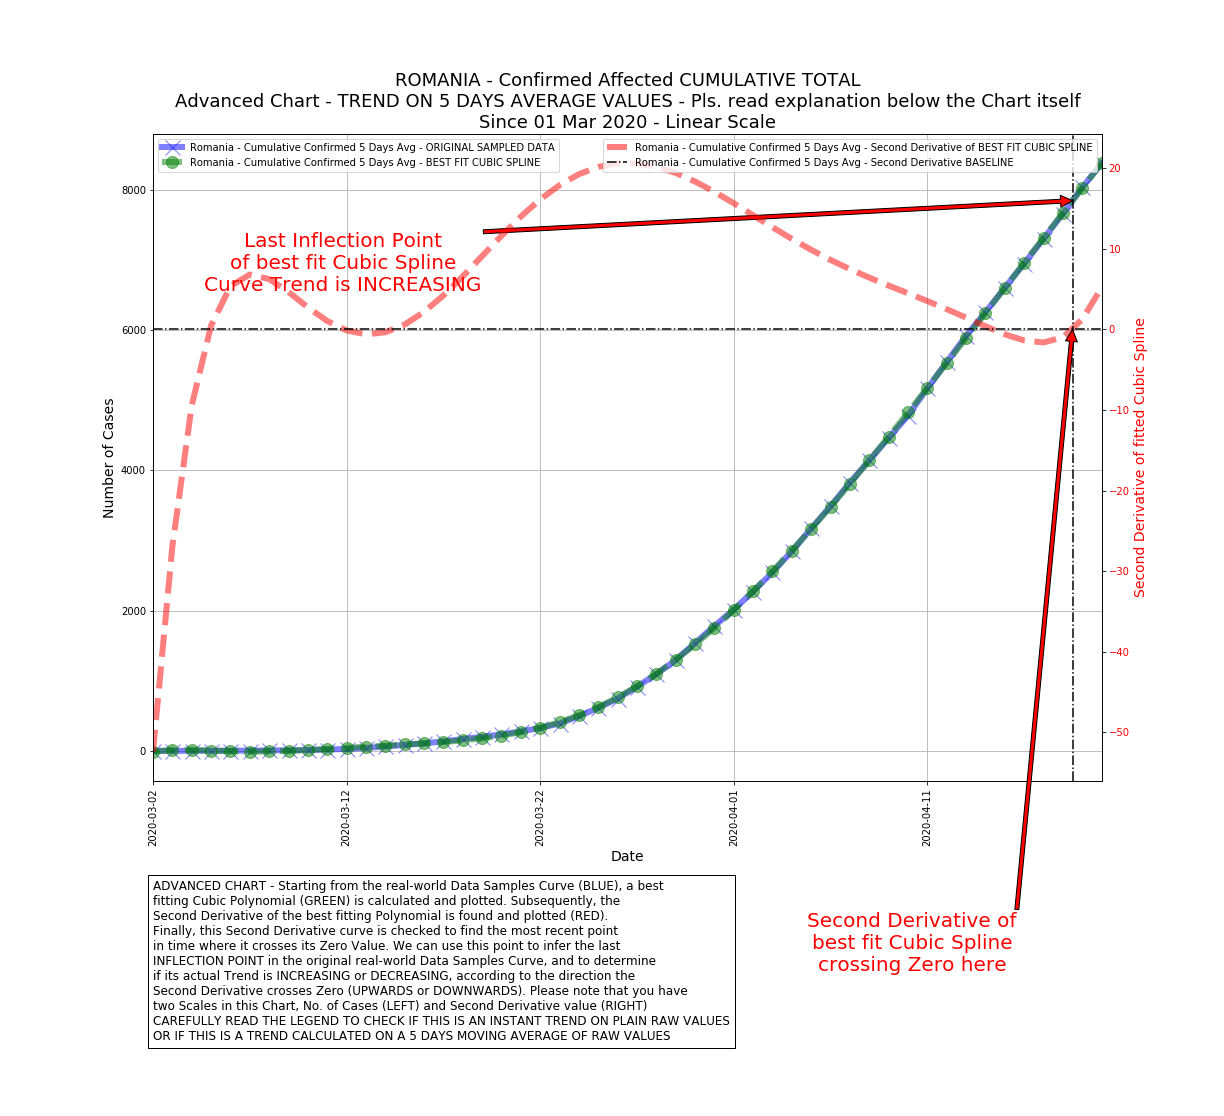 ROMANIA - Confirmed Affected CUMULATIVE TOTAL
Advanced Chart - TREND ON 5 DAYS AVERAGE VALUES - Pls. read explanation below the Chart itself
Since 01 Mar 2020 - Linear Scale
Romania - Cumulative Confirmed 5 Days Avg - ORIGINAL SAMPLED DATA
Romania - Cumulative Confirmed 5 Days Avg - BEST FIT CUBIC SPLINE
Romania - Cumulative Confirmed 5 Days Avg - Second Derivative of BEST FIT CUBIC SPLINE
Romania - Cumulative Confirmed 5 Days Avg - Second Derivative BASELINE
Last Inflection Point
of best fit Cubic Spline
Curve Trend is INCREASING
Number of Cases
8000
6000
4000
2000
0
20
10
0
−10
−20
−30
−40
−50
Second Derivative of fitted Cubic Spline
2020-03-02
2020-03-12
2020-03-22
2020-04-01
2020-04-11
Date
ADVANCED CHART - Starting from the real-world Data Samples Curve (BLUE), a best
fitting Cubic Polynomial (GREEN) is calculated and plotted. Subsequently, the
Second Derivative of the best fitting Polynomial is found and plotted (RED).
Finally, this Second Derivative curve is checked to find the most recent point
in time where it crosses its Zero Value. We can use this point to infer the last
INFLECTION POINT in the original real-world Data Samples Curve, and to determine
if its actual Trend is INCREASING or DECREASING, according to the direction the
Second Derivative crosses Zero (UPWARDS or DOWNWARDS). Please note that you have
two Scales in this Chart, No. of Cases (LEFT) and Second Derivative value (RIGHT)
CAREFULLY READ THE LEGEND TO CHECK IF THIS IS AN INSTANT TREND ON PLAIN RAW VALUES
OR IF THIS IS A TREND CALCULATED ON A 5 DAYS MOVING AVERAGE OF RAW VALUES
Second Derivative of
best fit Cubic Spline
crossing Zero here